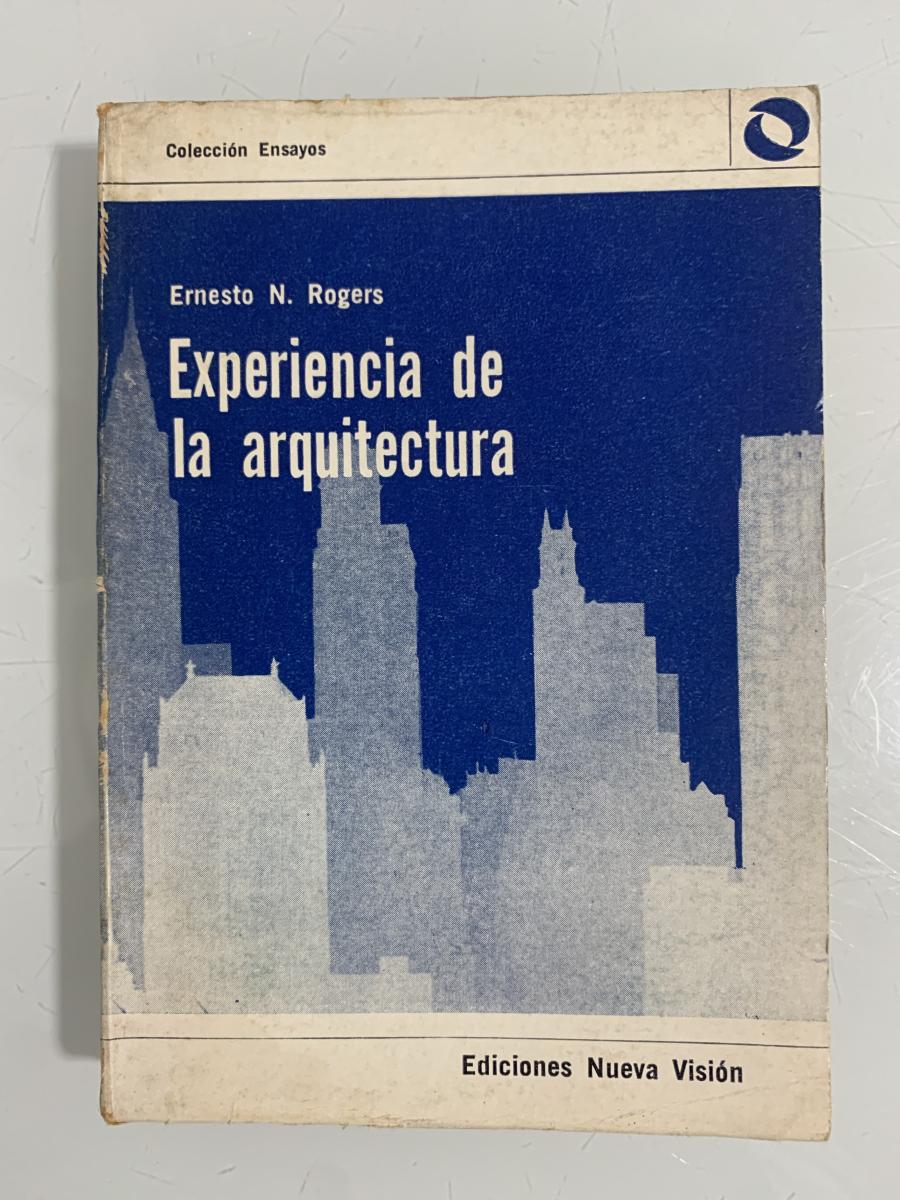 Colección Ensayos
Ernesto N. Rogers
Experiencia de
la arquitectura
Ediciones Nueva Visión